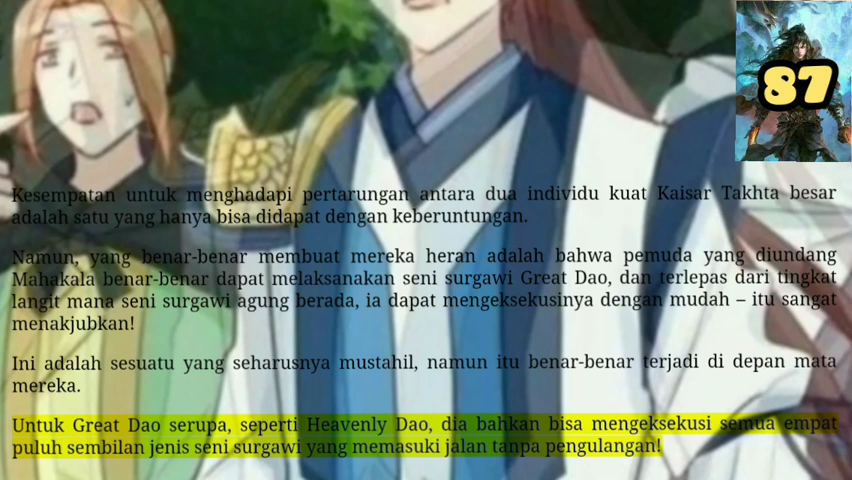 87
Kesempatan untuk menghadapi pertarungan antara dua individu kuat Kaisar Takhta besar
adalah satu yang hanya bisa didapat dengan keberuntungan.
Namun, yang benar-benar membuat mereka heran adalah bahwa pemuda yang diundang
Mahakala benar-benar dapat melaksanakan seni surgawi Great Dao, dan terlepas dari tingkat
langit mana seni surgawi agung berada, ia dapat mengeksekusinya dengan mudah – itu sangat
menakjubkan!
Ini adalah sesuatu yang seharusnya mustahil, namun itu benar-benar terjadi di depan mata
mereka.
Untuk Great Dao serupa, seperti Heavenly Dao, dia bahkan bisa mengeksekusi semua empat
puluh sembilan jenis seni surgawi yang memasuki jalan tanpa pengulangan!